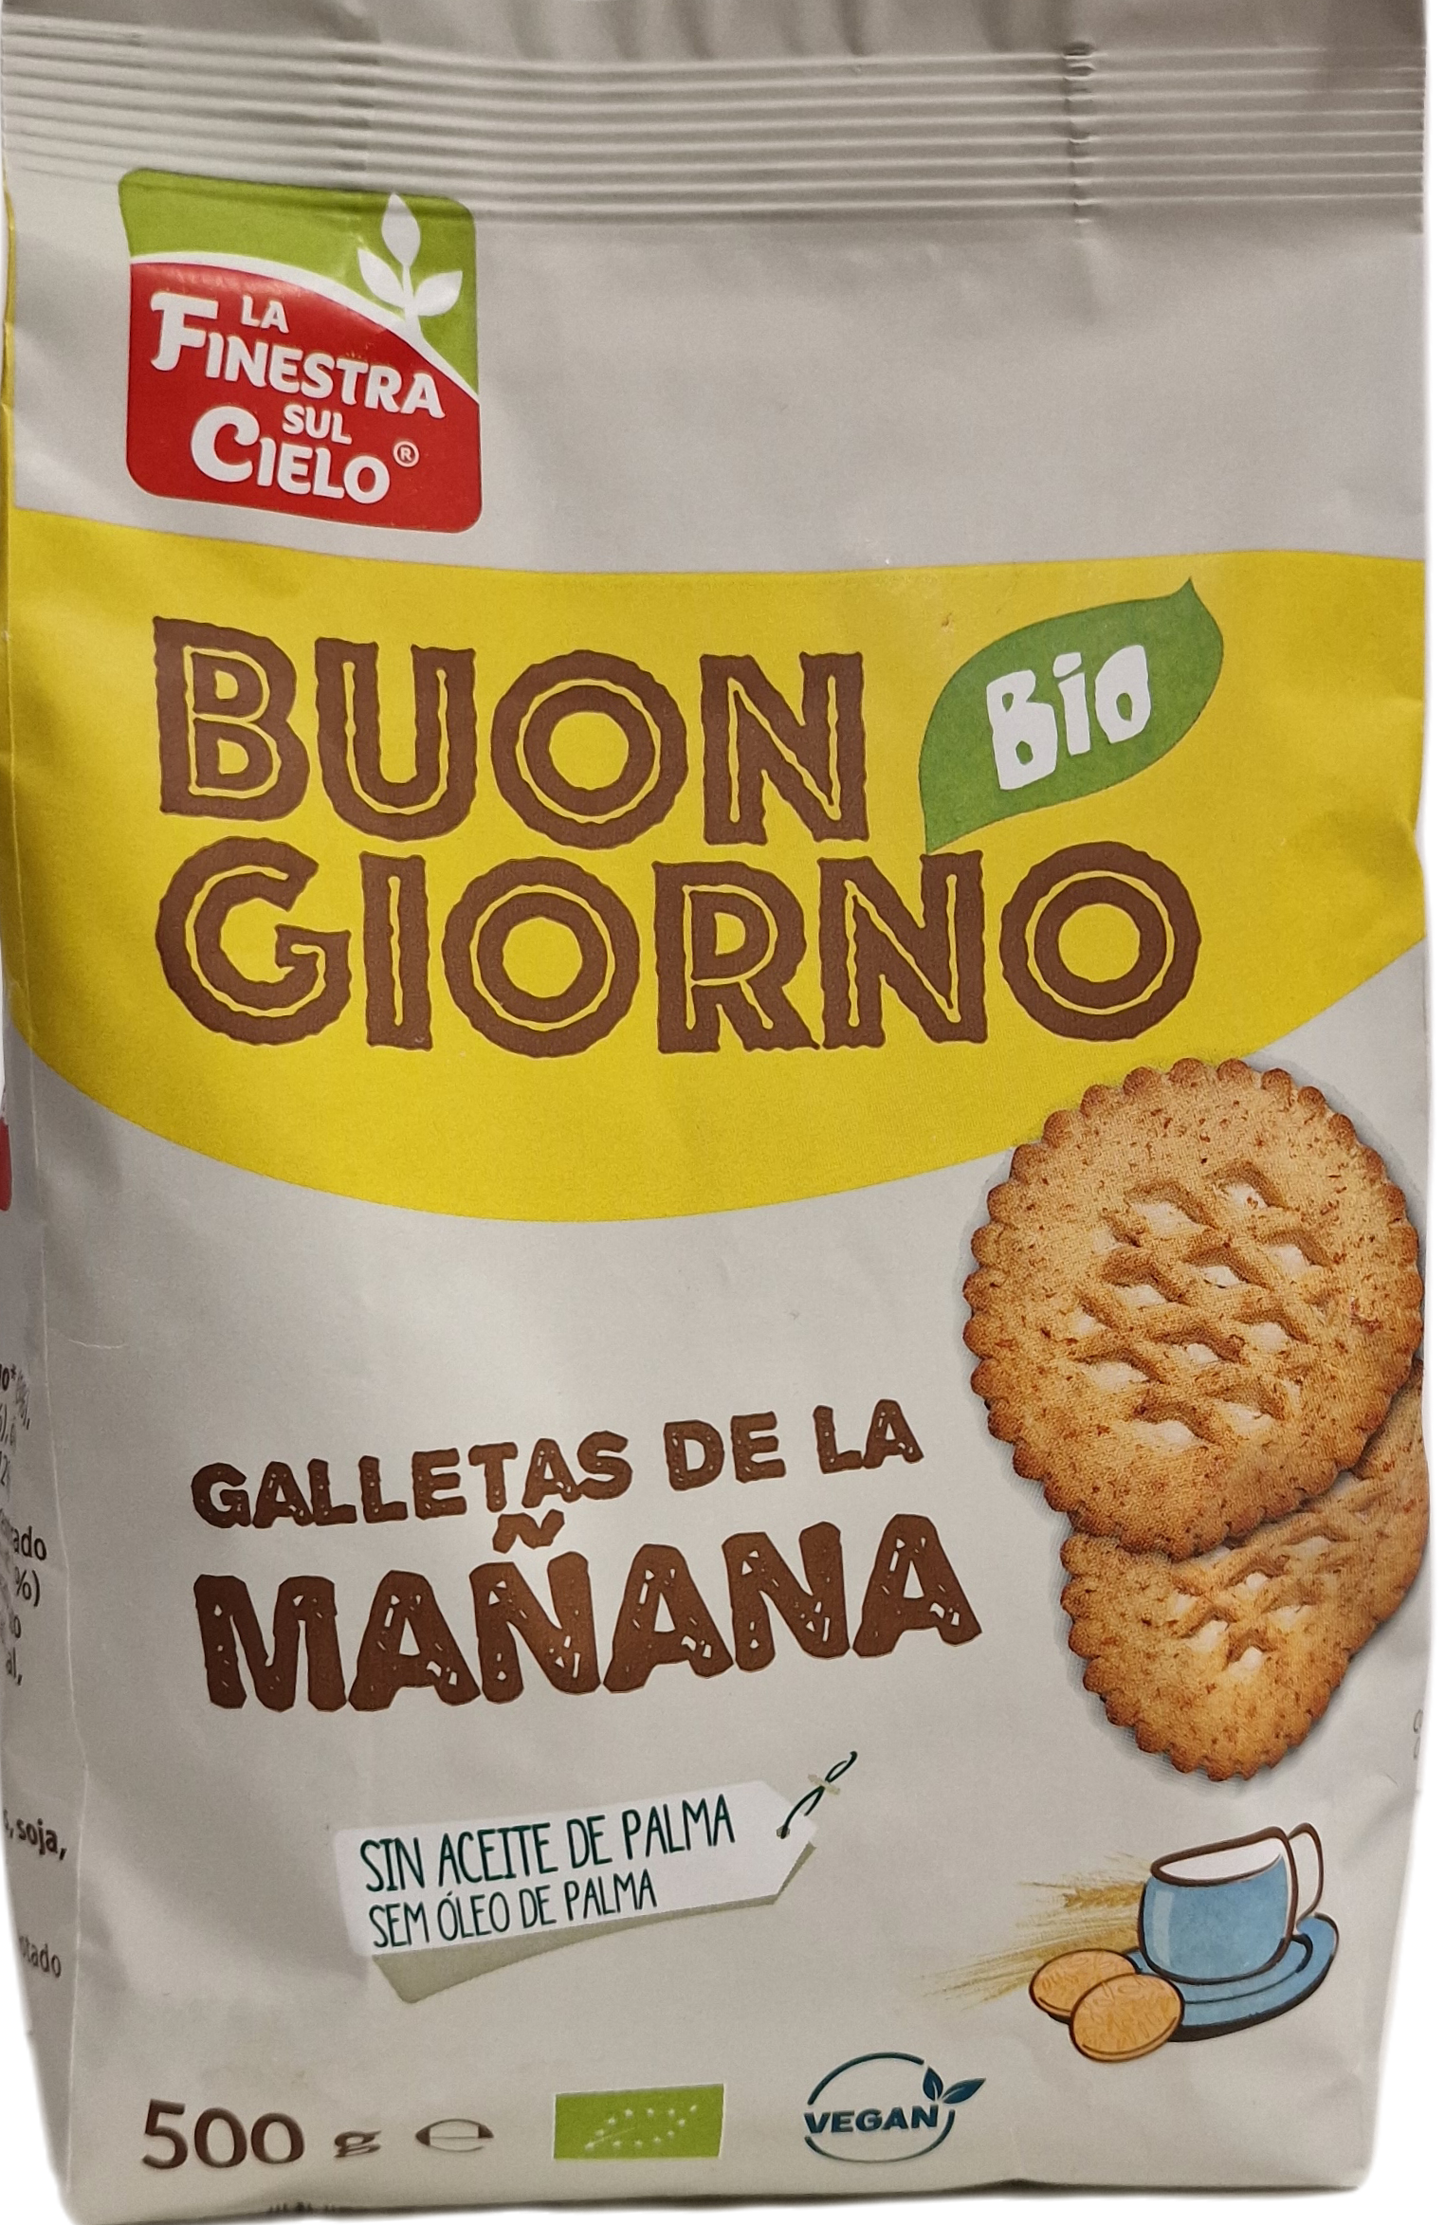 LA
FINESTRA
SUL
CIELO®
BUON
Bio
GIORNO
GALLETAS DE LA
MAÑANA
SIN ACEITE DE PALMA
SEM ÓLEO DE PALMA
500 g e
VEGAN
soja,